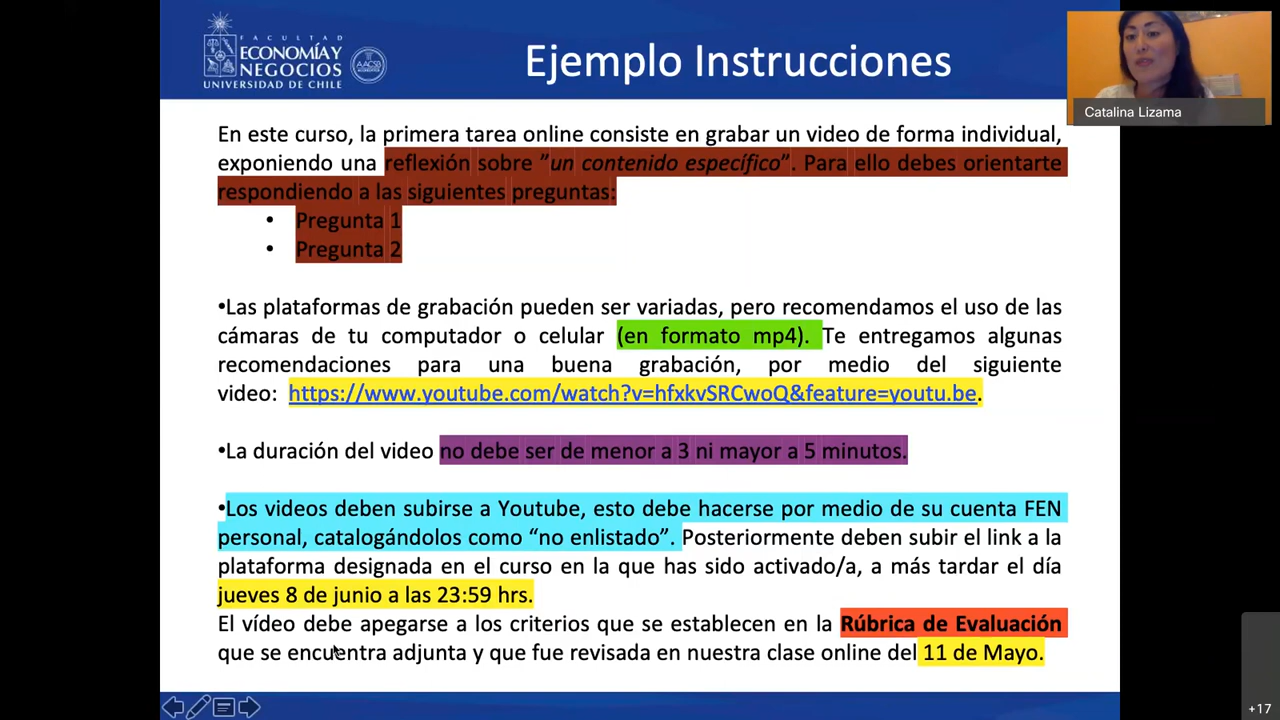 FACULTAD
ECONOMÍA Y
NEGOCIOS
UNIVERSIDAD DE CHILE
AACSB
ACCREDITED
Ejemplo Instrucciones
Catalina Lizama
En este curso, la primera tarea online consiste en grabar un video de forma individual,
exponiendo una reflexión sobre ”un contenido específico”. Para ello debes orientarte
respondiendo a las siguientes preguntas:
• Pregunta 1
• Pregunta 2
•Las plataformas de grabación pueden ser variadas, pero recomendamos el uso de las
cámaras de tu computador o celular (en formato mp4). Te entregamos algunas
recomendaciones para una buena grabación, por medio del siguiente
video: https://www.youtube.com/watch?v=hfxkvSRCwoQ&feature=youtu.be.
•La duración del video no debe ser de menor a 3 ni mayor a 5 minutos.
•Los videos deben subirse a Youtube, esto debe hacerse por medio de su cuenta FEN
personal, catalogándolos como “no enlistado”. Posteriormente deben subir el link a la
plataforma designada en el curso en la que has sido activado/a, a más tardar el día
jueves 8 de junio a las 23:59 hrs.
El vídeo debe apegarse a los criterios que se establecen en la Rúbrica de Evaluación
que se encuentra adjunta y que fue revisada en nuestra clase online del 11 de Mayo.
+17